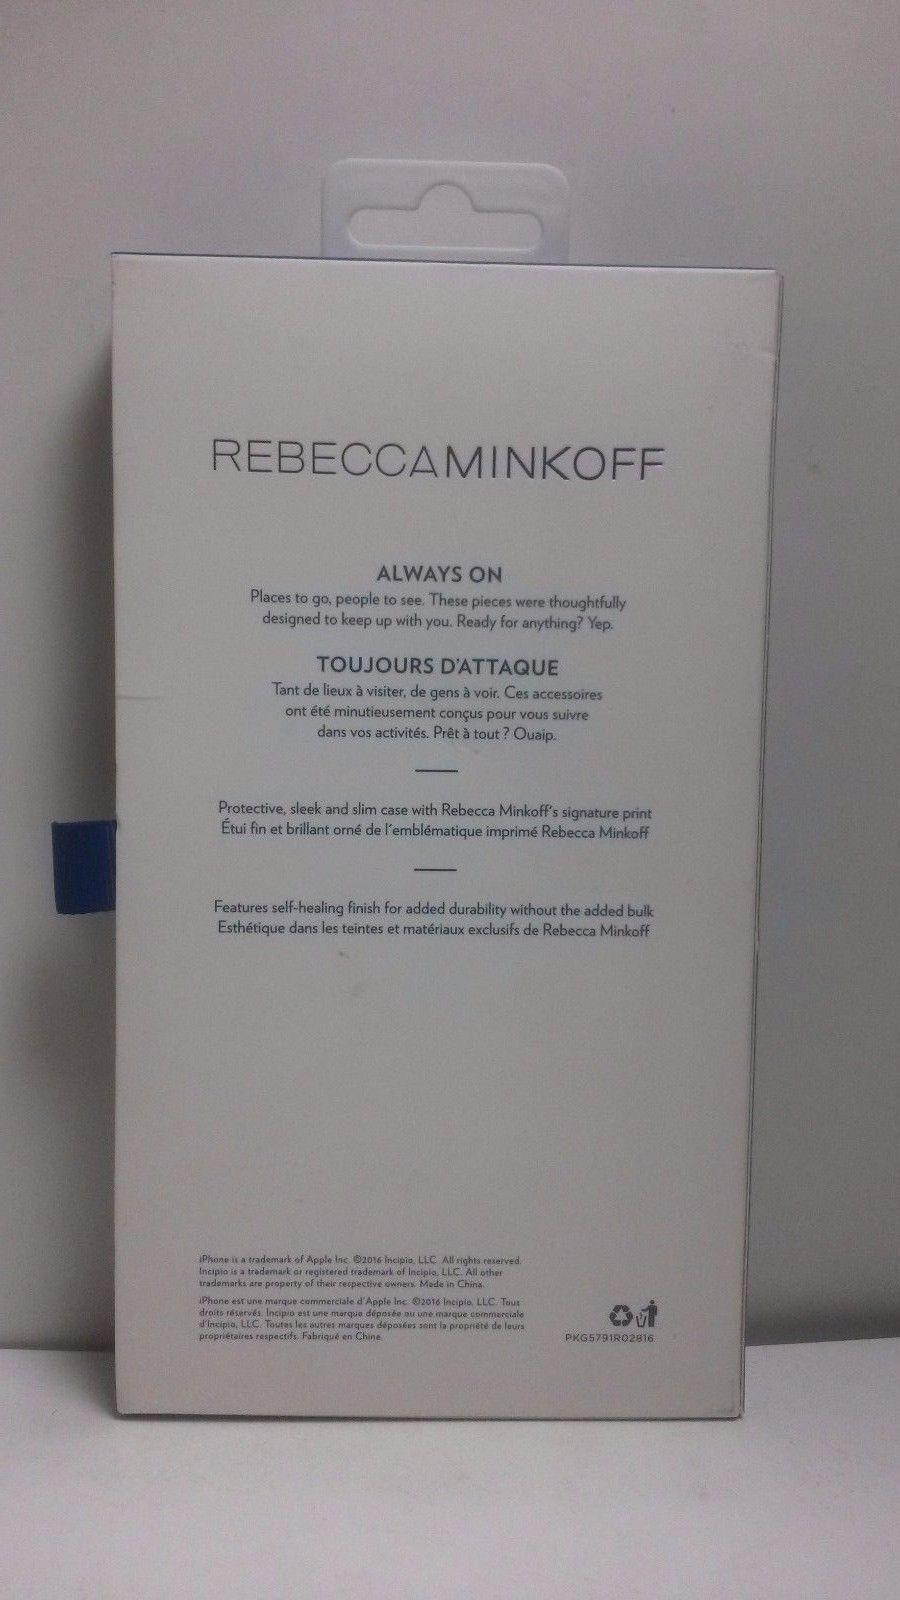 REBECCAMINKOFF
ALWAYS ON
Places to go, people to see. These pieces were thoughtfully
designed to keep up with you. Ready for anything? Yep.
TOUJOURS D'ATTAQUE
Tant de lieux à visiter, de gens à voir. Ces accessoires
ont été minutieusement conçus pour vous suivre
dans vos activités. Prêt à tout ? Ouaip.
Protective, sleek and slim case with Rebecca Minkoff's signature print
Étui fin et brillant orné de l'emblématique imprimé Rebecca Minkoff
Features self-healing finish for added durability without the added bulk
Esthétique dans les teintes et matériaux exclusifs de Rebecca Minkoff
iPhone is a trademark of Apple Inc. ©2016 Incipio, LLC. All rights reserved.
Incipio is a trademark or registered trademark of Incipio, LLC. All other
trademarks are property of their respective owners. Made in China.
iPhone est une marque commerciale d'Apple Inc. ©2016 Incipio, LLC. Tous
droits réservés. Incipio est une marque déposée ou une marque commerciale
d'Incipio, LLC. Toutes les autres marques déposées sont la propriété de leurs
propriétaires respectifs. Fabriqué en Chine.
PKG5791R02816